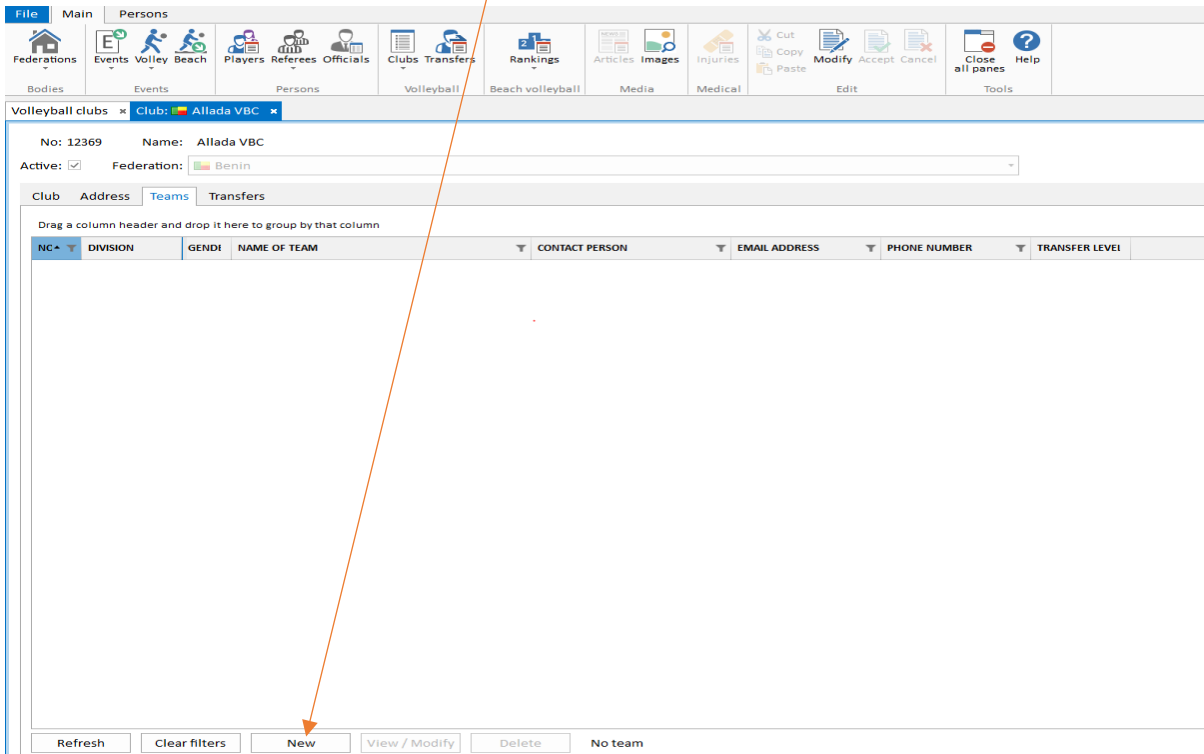 File Main Persons
Federations Events Volley Beach Players Referees Officials Clubs Transfers Rankings Articles Images Injuries Cut Copy Paste Modify Accept Cancel Close all panes Help
Bodies Events Persons Volleyball Beach volleyball Media Medical Edit Tools
Volleyball clubs × Club: Allada VBC ×
No: 12369 Name: Allada VBC
Active: Federation: Benin
Club Address Teams Transfers
Drag a column header and drop it here to group by that column
NC DIVISION GENDE NAME OF TEAM CONTACT PERSON EMAIL ADDRESS PHONE NUMBER TRANSFER LEVEL
Refresh Clear filters New View / Modify Delete No team